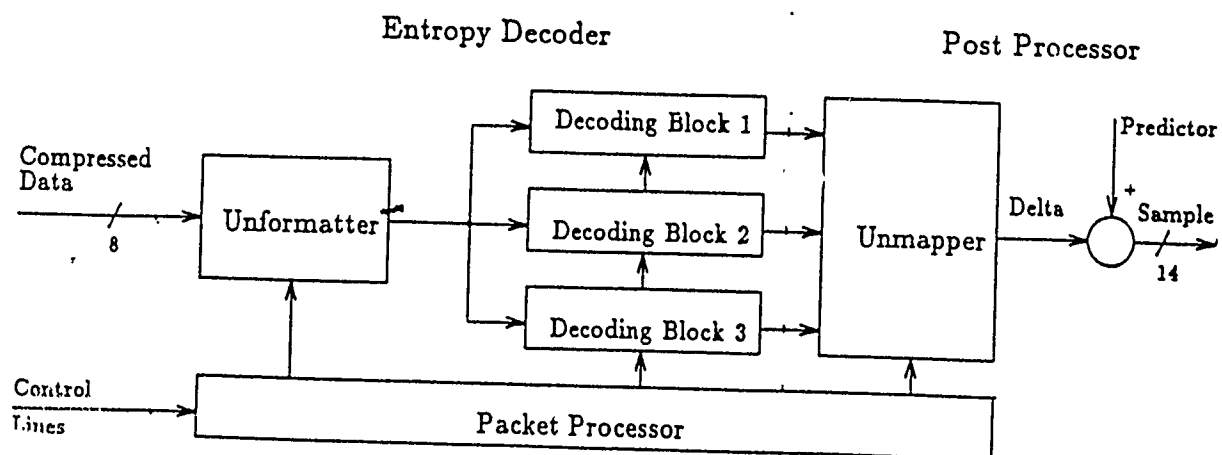 Entropy Decoder
Post Processor
Compressed
Data
8
Unformatter
Decoding Block 1
Decoding Block 2
Decoding Block 3
Unmapper
Predictor
+
Delta
Sample
14
Control
Lines
Packet Processor